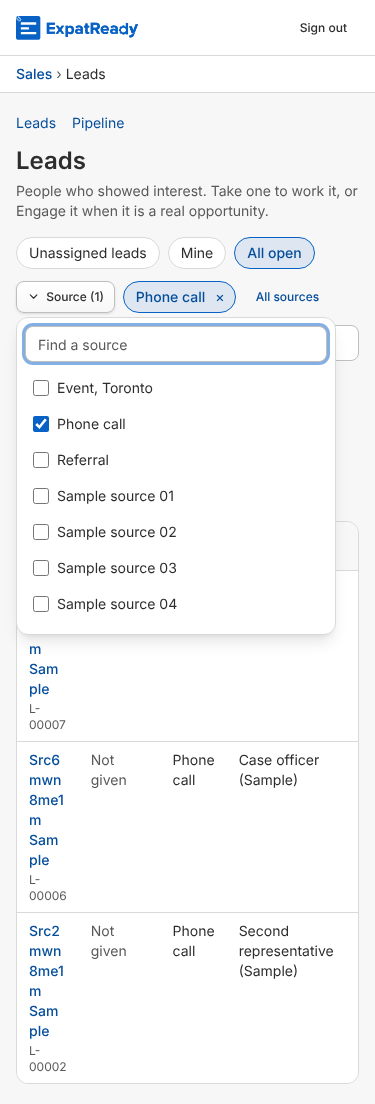 ExpatReady
Sign out
Sales › Leads
Leads
Pipeline
Leads
People who showed interest. Take one to work it, or
Engage it when it is a real opportunity.
Unassigned leads
Mine
All open
Source (1)
Phone call ×
All sources
Find a source
Event, Toronto
Phone call
Referral
Sample source 01
Sample source 02
Sample source 03
Sample source 04
m
Sam
ple
L-
00007
Src6
mwn
8me1
m
Sam
ple
L-
00006
Not
given
Phone
call
Case officer
(Sample)
Src2
mwn
8me1
m
Sam
ple
L-
00002
Not
given
Phone
call
Second
representative
(Sample)